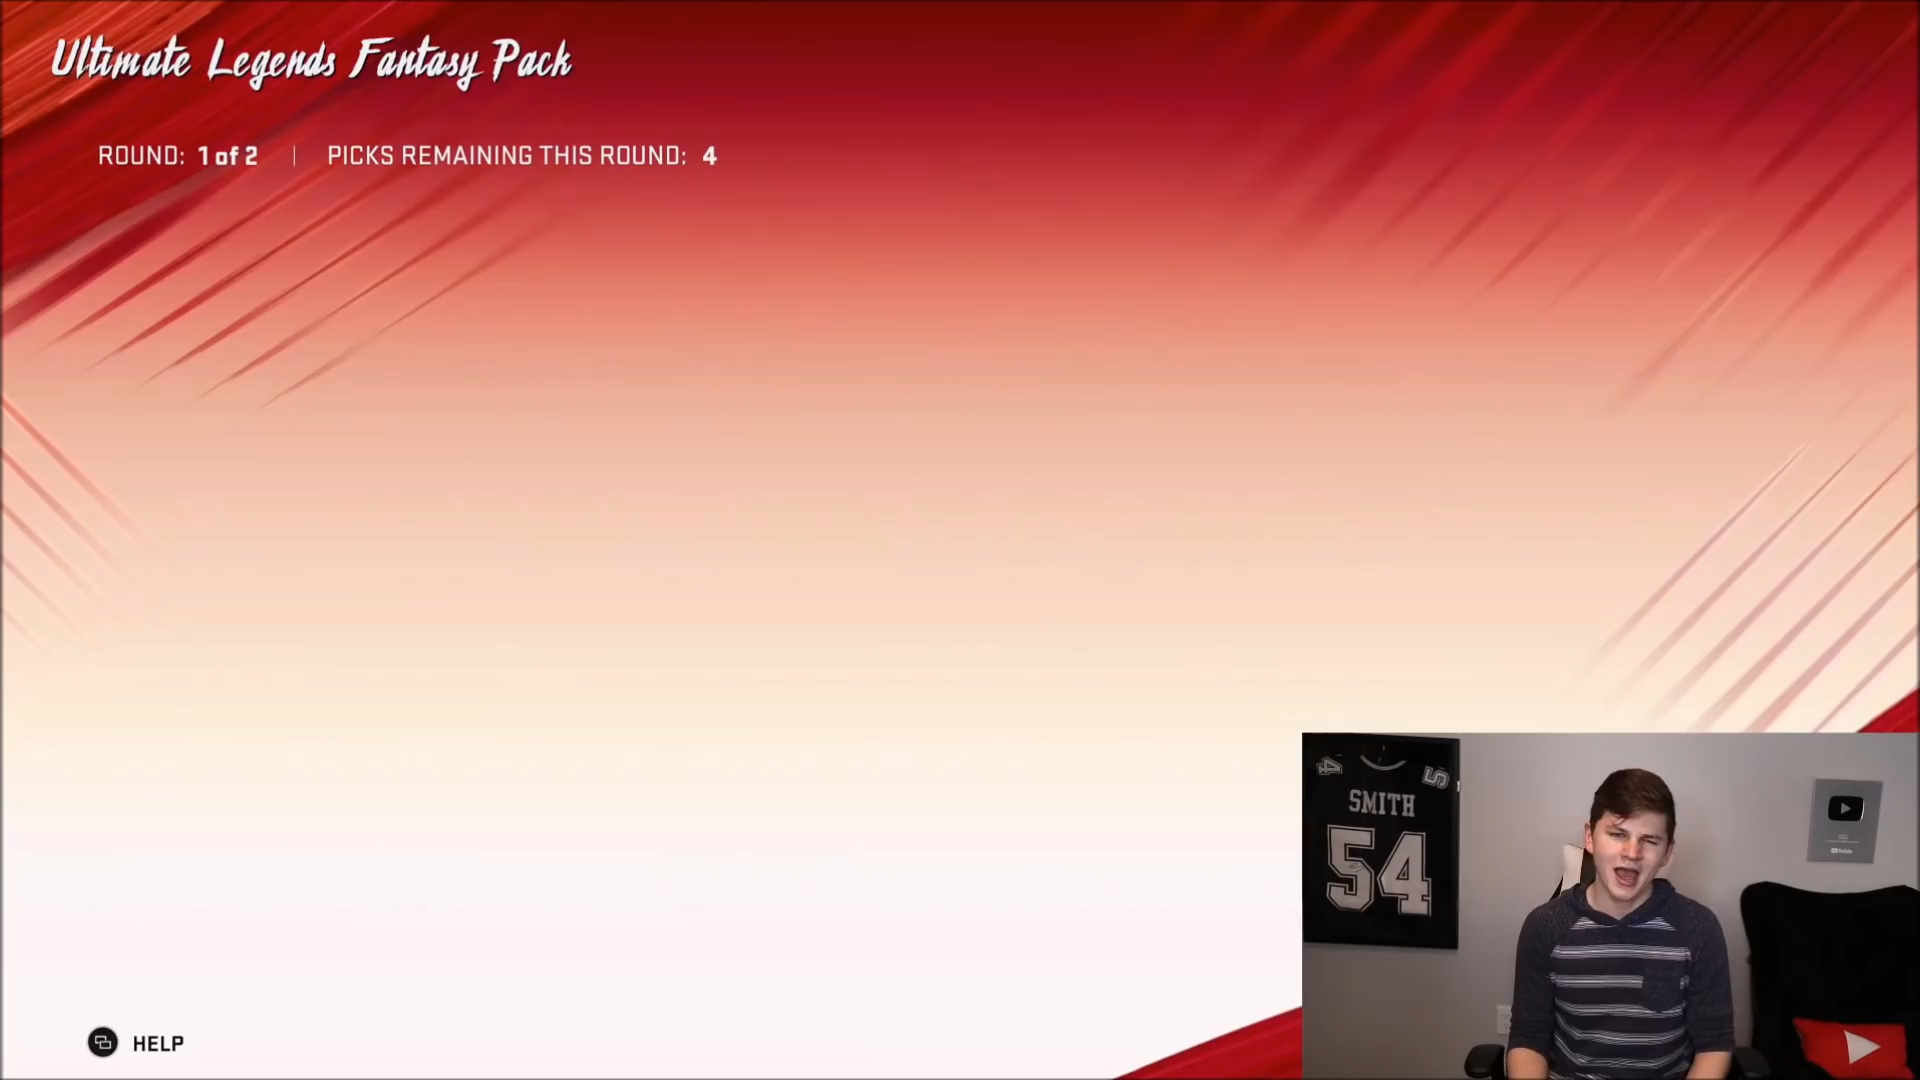 Ultimate Legends Fantasy Pack
ROUND: 1 of 2 | PICKS REMAINING THIS ROUND: 4
SMITH
54
HELP